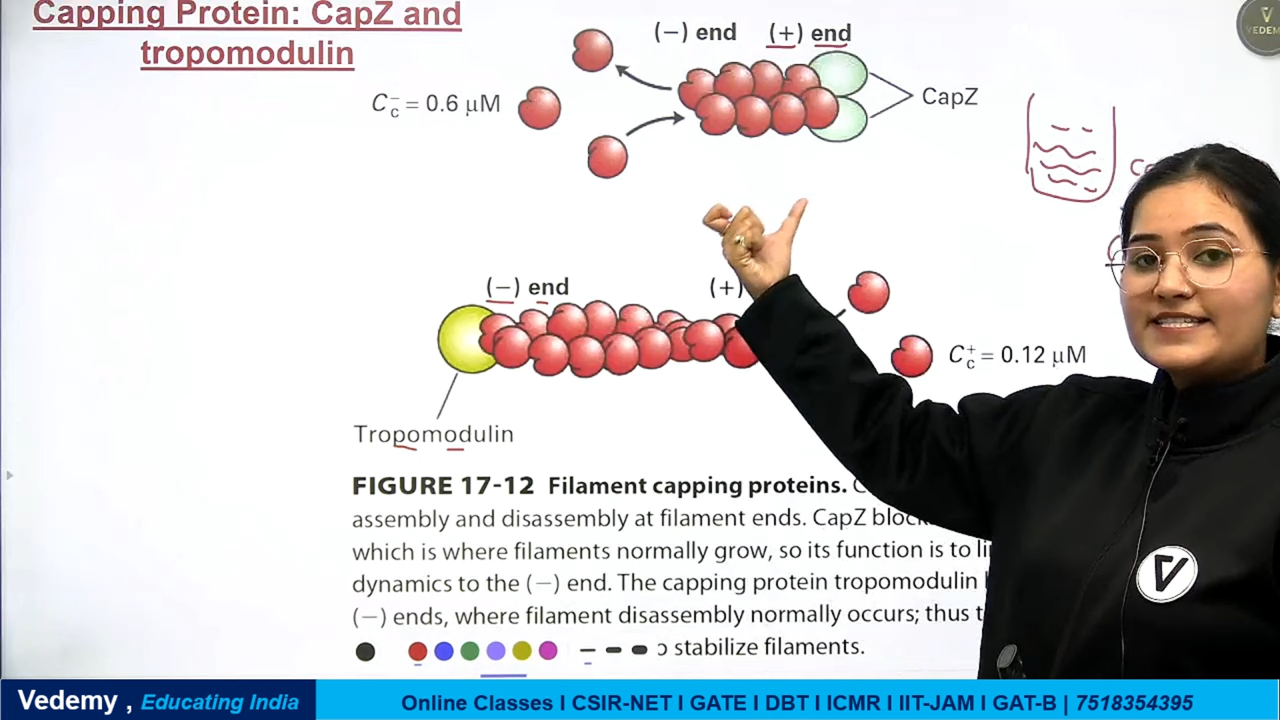 Capping Protein: CapZ and
tropomodulin
(−) end (+) end
VEDEM
C_c^− = 0.6 μM
CapZ
(−) end (+)
C_c^+ = 0.12 μM
Tropomodulin
FIGURE 17-12 Filament capping proteins.
assembly and disassembly at filament ends. CapZ
which is where filaments normally grow, so its function is to
dynamics to the (−) end. The capping protein tropomodulin
(−) ends, where filament disassembly normally occurs; thus
stabilize filaments.
Vedemy , Educating India
Online Classes I CSIR-NET I GATE I DBT I ICMR I IIT-JAM I GAT-B | 7518354395